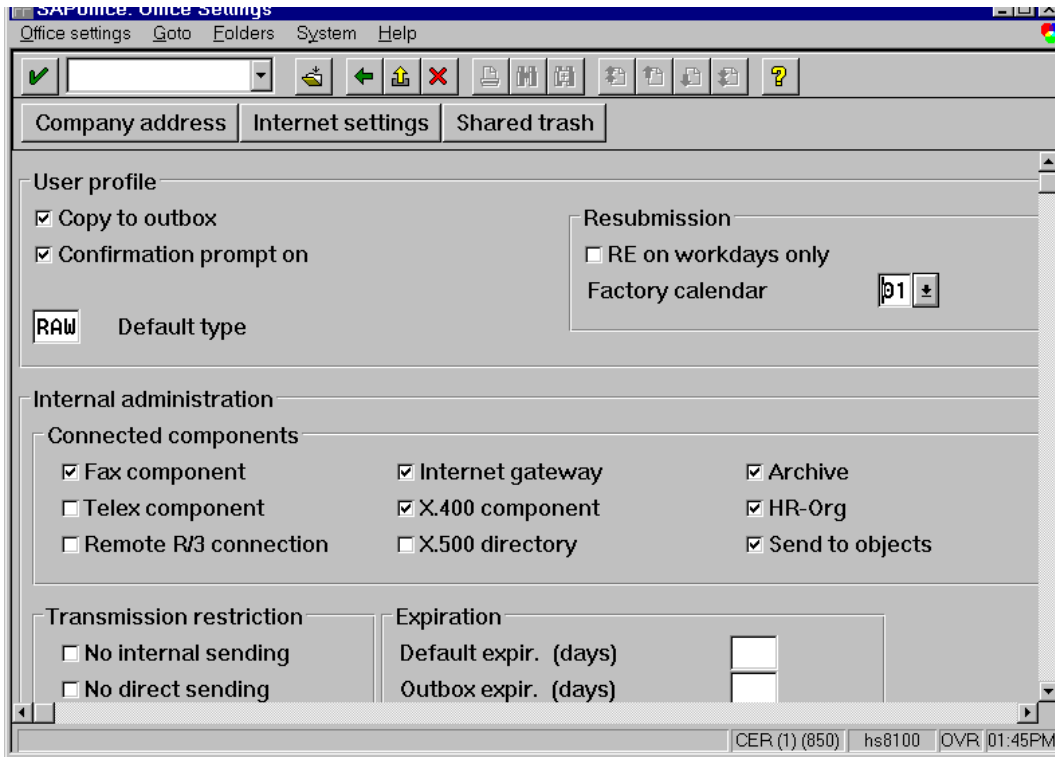 SAPoffice: Office Settings
Office settings Goto Folders System Help
Company address Internet settings Shared trash
User profile
Copy to outbox
Resubmission
Confirmation prompt on
RE on workdays only
Factory calendar 01
RAW Default type
Internal administration
Connected components
Fax component Internet gateway Archive
Telex component X.400 component HR-Org
Remote R/3 connection X.500 directory Send to objects
Transmission restriction Expiration
No internal sending Default expir. (days)
No direct sending Outbox expir. (days)
CER (1) (850) hs8100 OVR 01:45PM